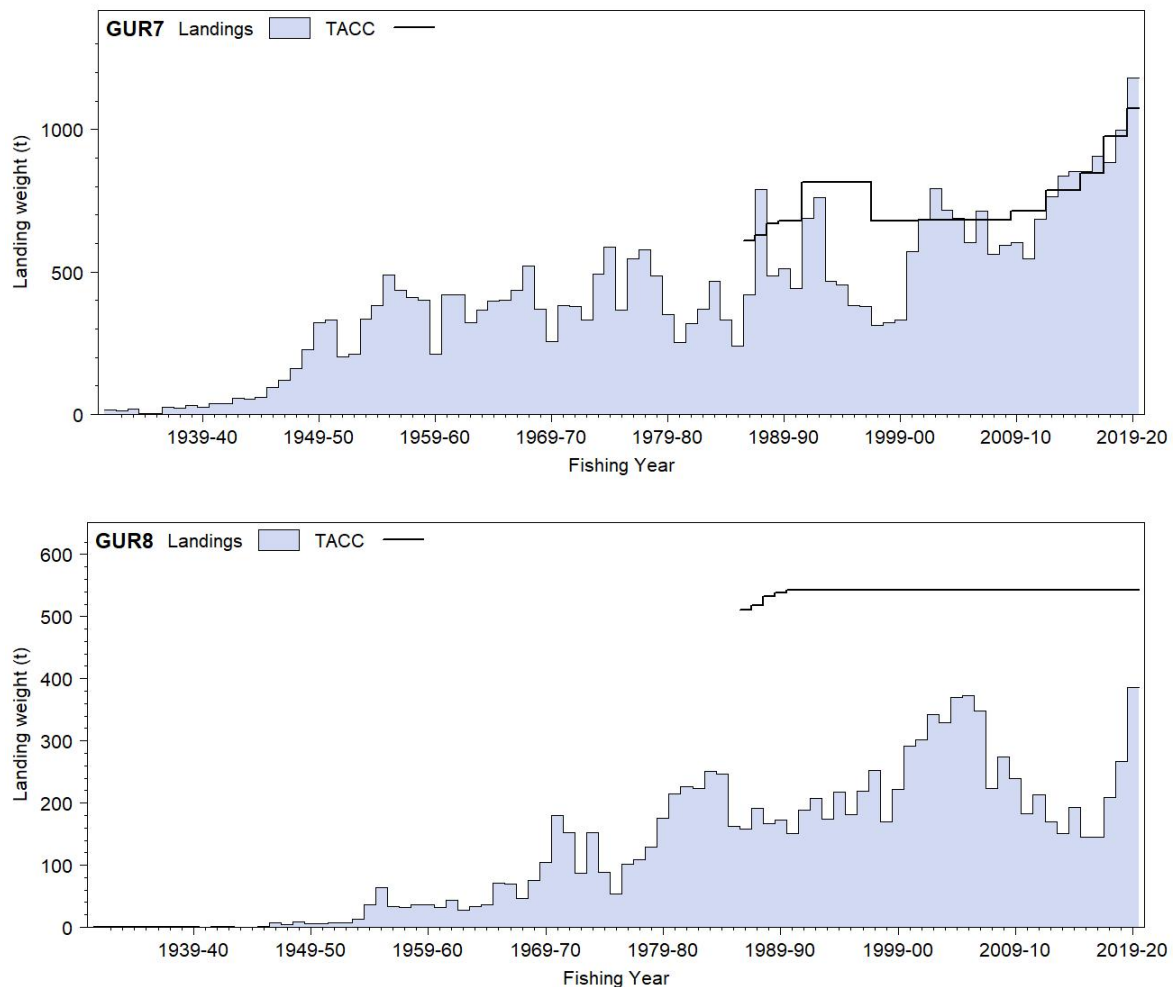 GUR7 Landings TACC
1000
500
0
Landing weight (t)
1939-40 1949-50 1959-60 1969-70 1979-80 1989-90 1999-00 2009-10 2019-20
Fishing Year
GUR8 Landings TACC
600
500
400
300
200
100
0
Landing weight (t)
1939-40 1949-50 1959-60 1969-70 1979-80 1989-90 1999-00 2009-10 2019-20
Fishing Year